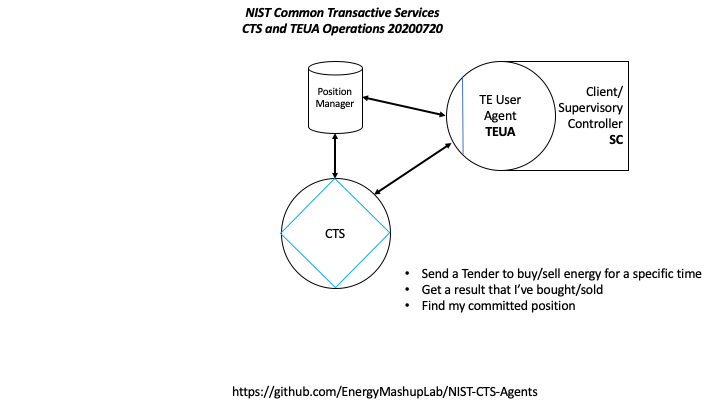 NIST Common Transactive Services
CTS and TEUA Operations 20200720
Position
Manager
TE User
Agent
TEUA
Client/
Supervisory
Controller
SC
CTS
• Send a Tender to buy/sell energy for a specific time
• Get a result that I've bought/sold
• Find my committed position
https://github.com/EnergyMashupLab/NIST-CTS-Agents